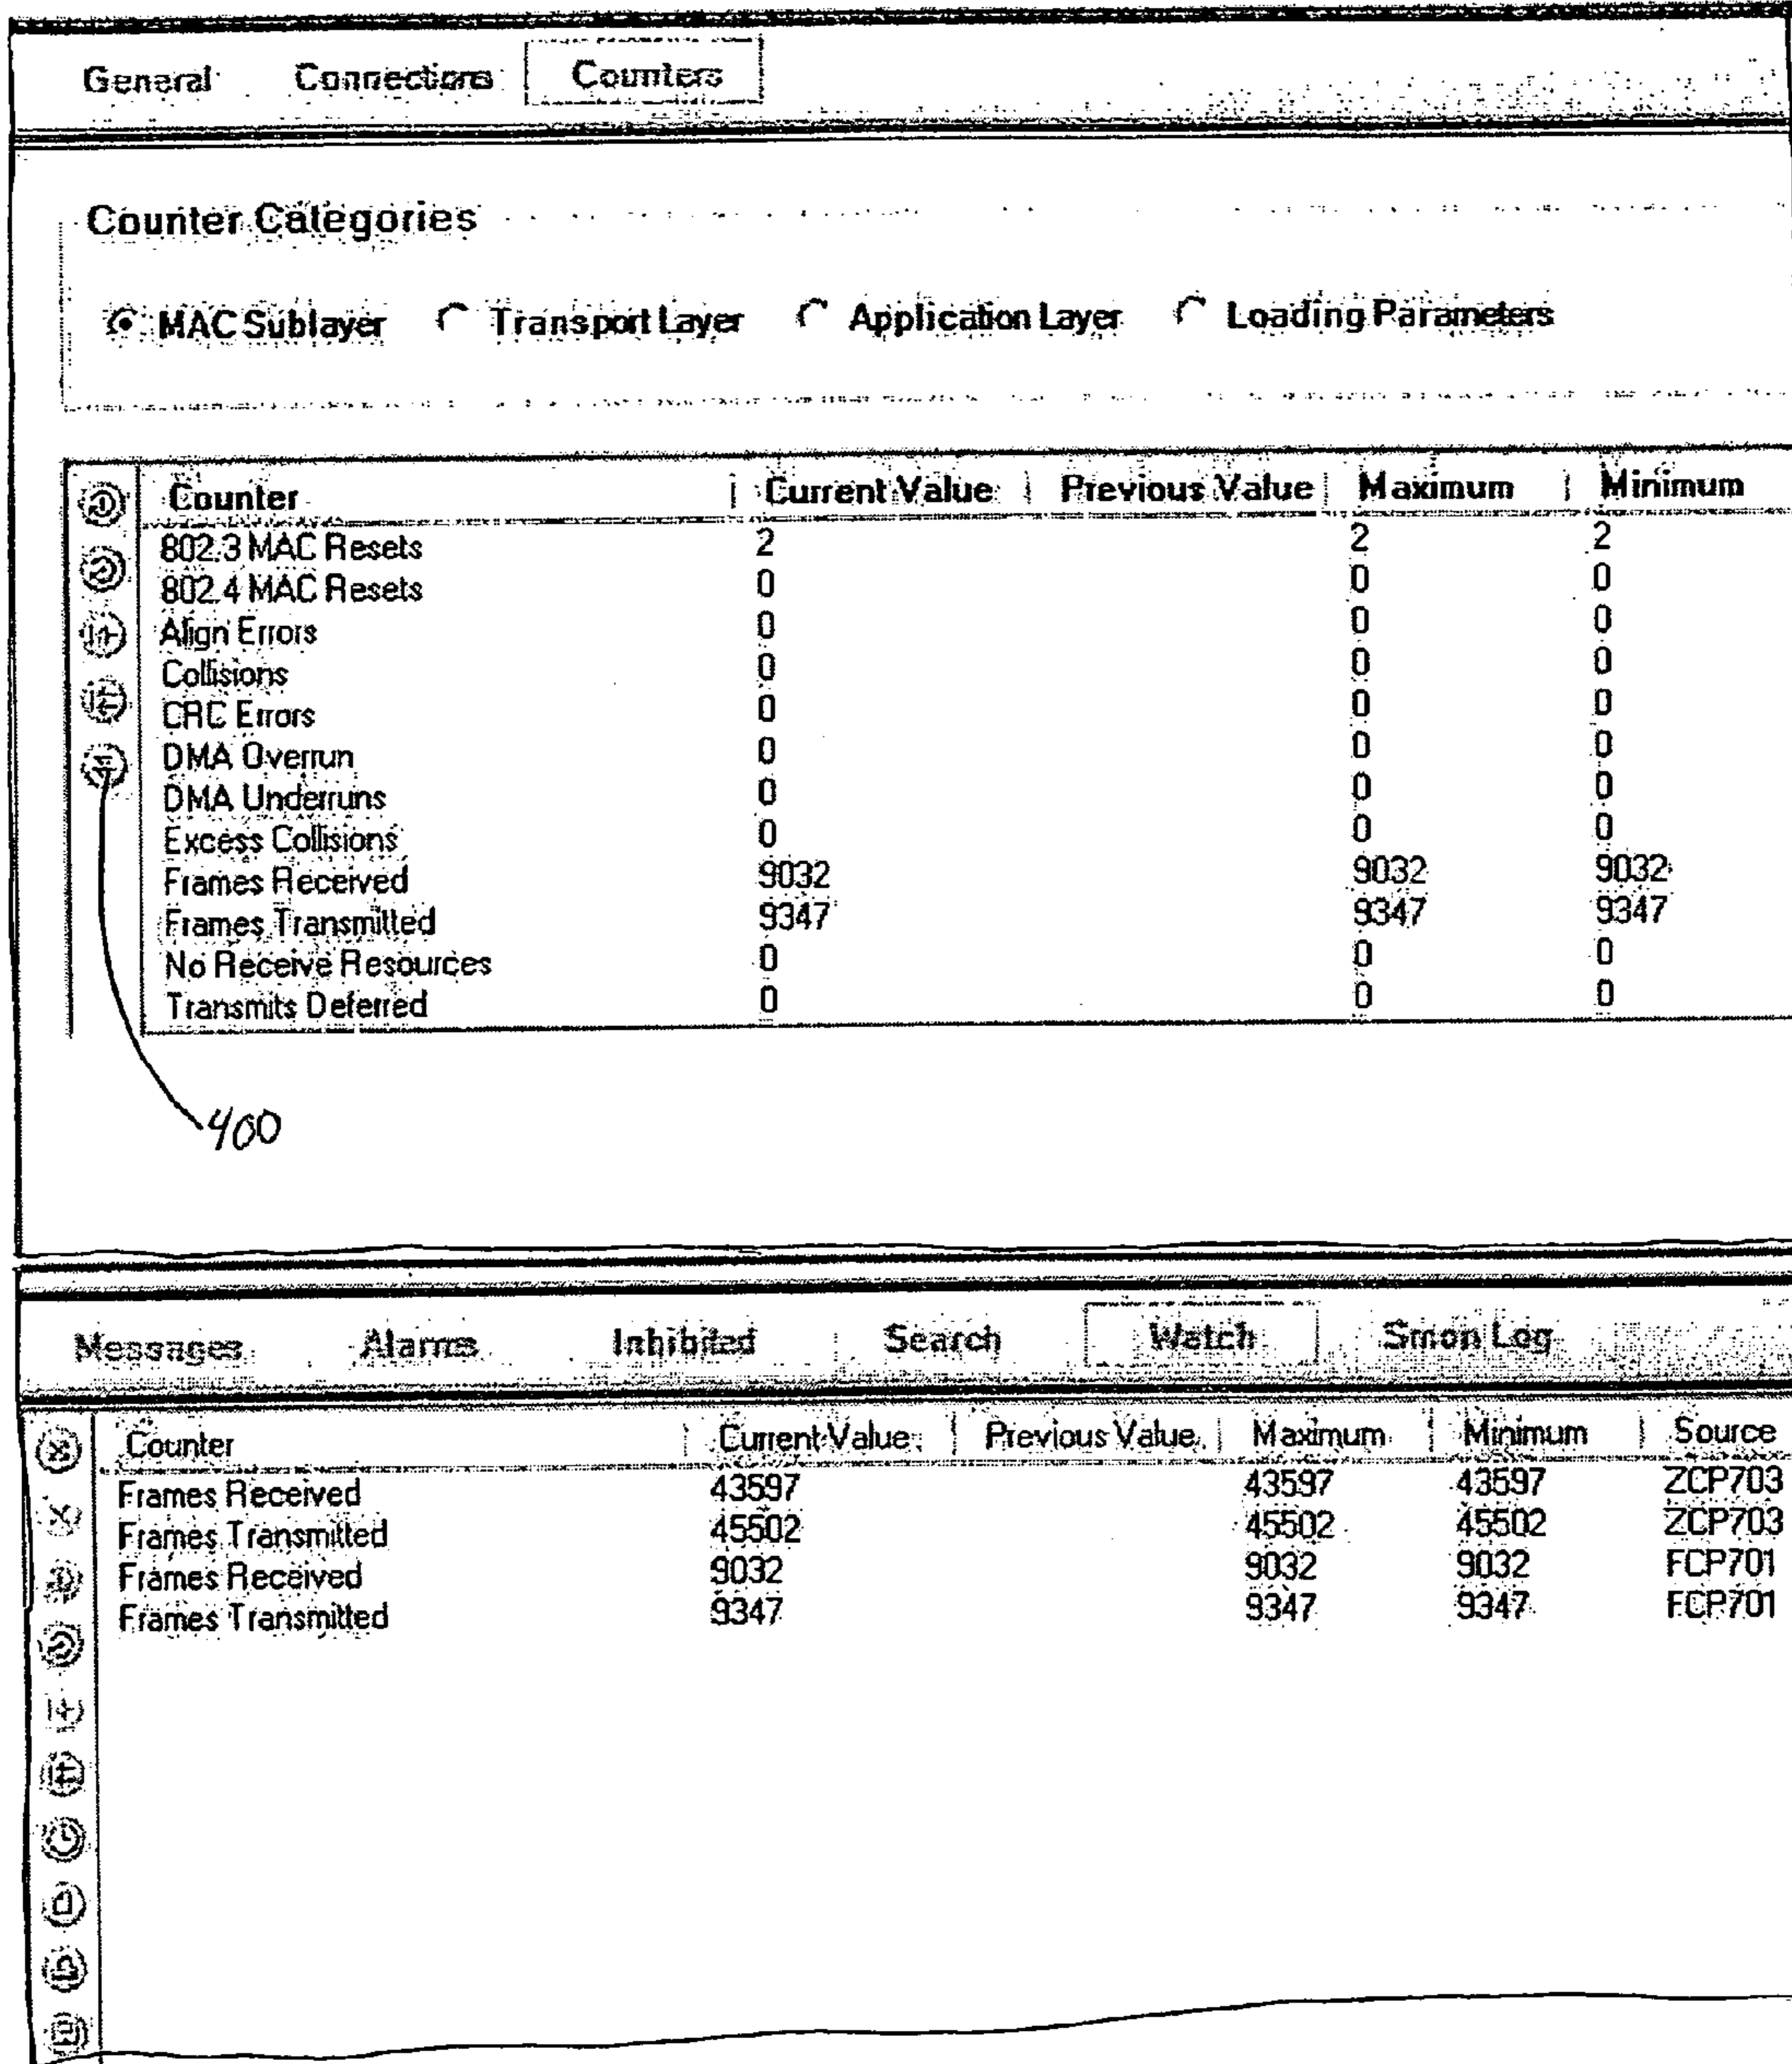 General Connections Counters
Counter Categories
MAC Sublayer Transport Layer Application Layer Loading Parameters
Counter Current Value Previous Value Maximum Minimum
802.3 MAC Resets 2 2 2
802.4 MAC Resets 0 0 0
Align Errors 0 0 0
Collisions 0 0 0
CRC Errors 0 0 0
DMA Overrun 0 0 0
DMA Underruns 0 0 0
Excess Collisions 0 0 0
Frames Received 9032 9032 9032
Frames Transmitted 9347 9347 9347
No Receive Resources 0 0 0
Transmits Deferred 0 0 0
400
Messages Alarms Inhibited Search Watch Smon Log
Counter Current Value Previous Value Maximum Minimum Source
Frames Received 43597 43597 43597 ZCP703
Frames Transmitted 45502 45502 45502 ZCP703
Frames Received 9032 9032 9032 FCP701
Frames Transmitted 9347 9347 9347 FCP701